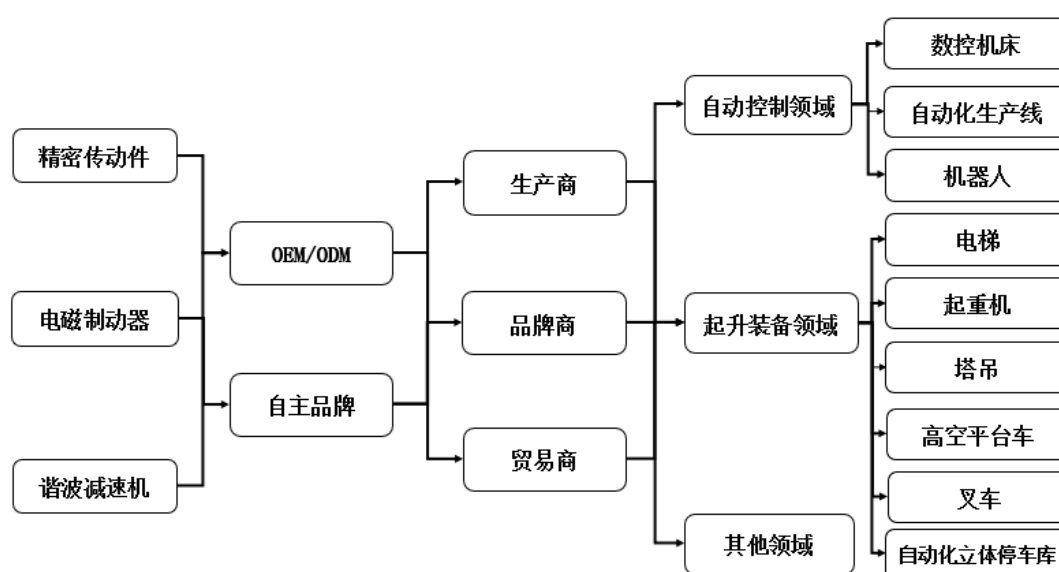 精密传动件
电磁制动器
谐波减速机
OEM/ODM
自主品牌
生产商
品牌商
贸易商
自动控制领域
起升装备领域
其他领域
数控机床
自动化生产线
机器人
电梯
起重机
塔吊
高空平台车
叉车
自动化立体停车库